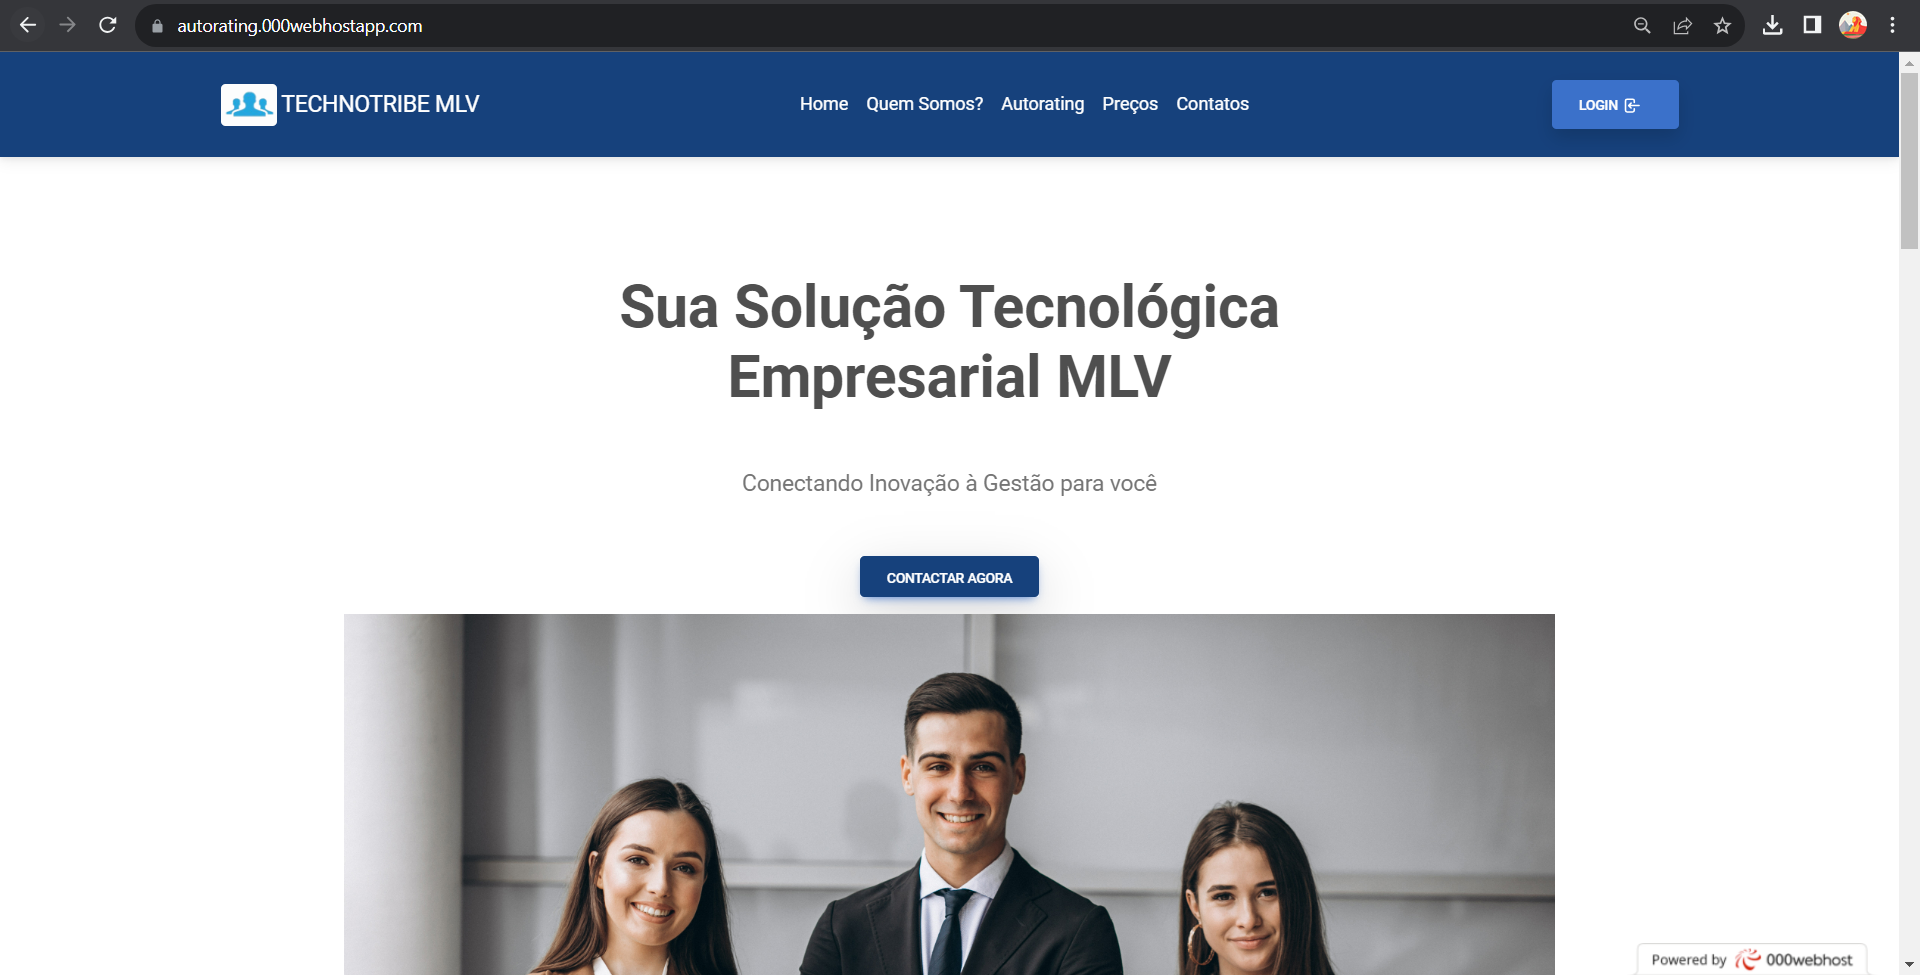 autorating.000webhostapp.com
TECHNOTRIBE MLV
Home Quem Somos? Autorating Preços Contatos
LOGIN
Sua Solução Tecnológica
Empresarial MLV
Conectando Inovação à Gestão para você
CONTACTAR AGORA
Powered by 000webhost